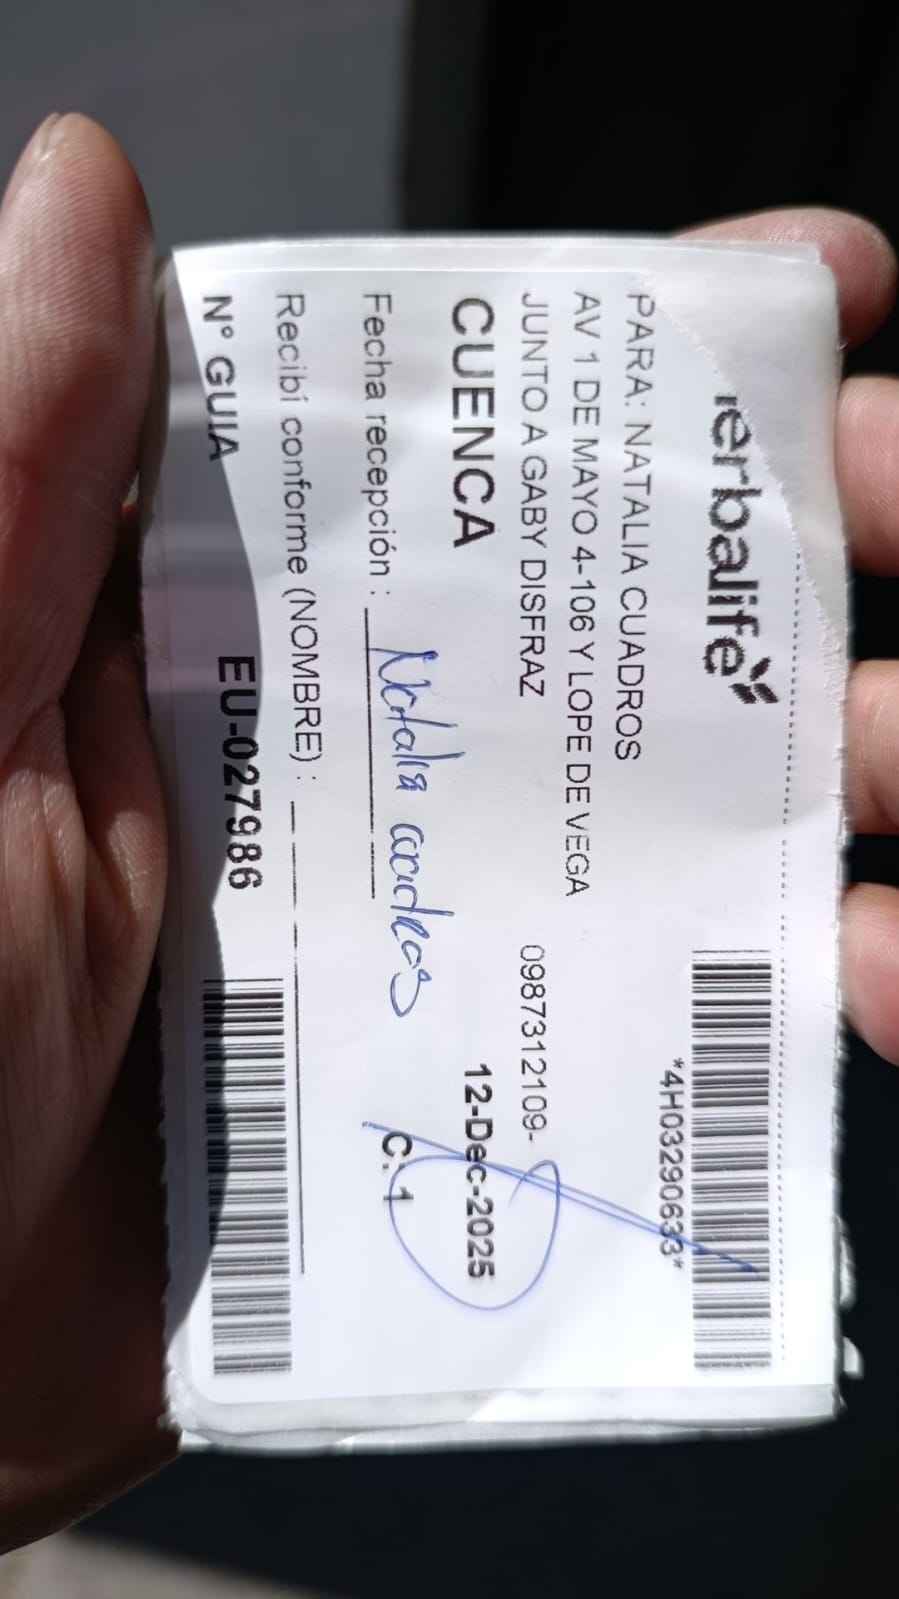 erbalife
*4H03290633*
PARA: NATALIA CUADROS
AV 1 DE MAYO 4-106 Y LOPE DE VEGA
JUNTO A GABY DISFRAZ 0987312109-
CUENCA 12-Dec-2025
Fecha recepción : Natalia cuadros C: 1
Recibí conforme (NOMBRE) :
N° GUIA EU-027986